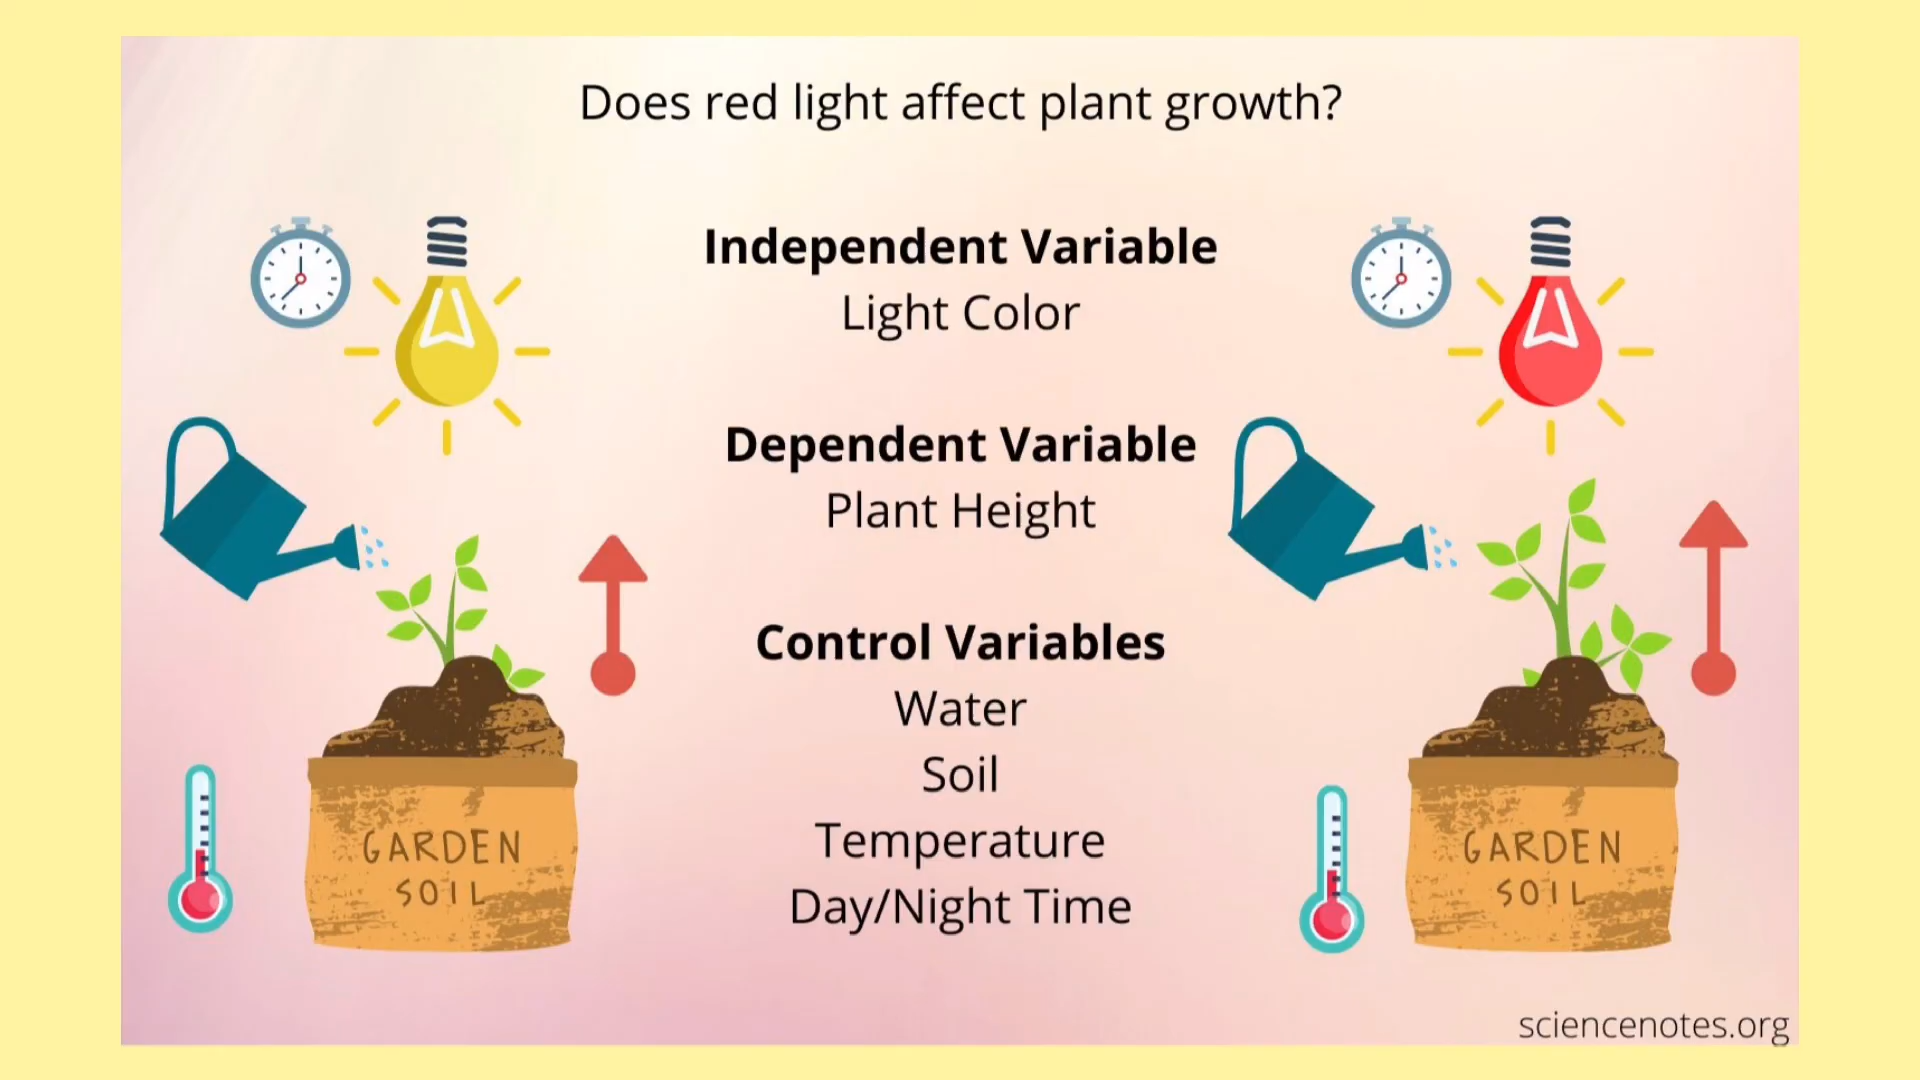 Does red light affect plant growth?
Independent Variable
Light Color
Dependent Variable
Plant Height
Control Variables
Water
Soil
Temperature
Day/Night Time
GARDEN
SOIL
GARDEN
SOIL
sciencenotes.org